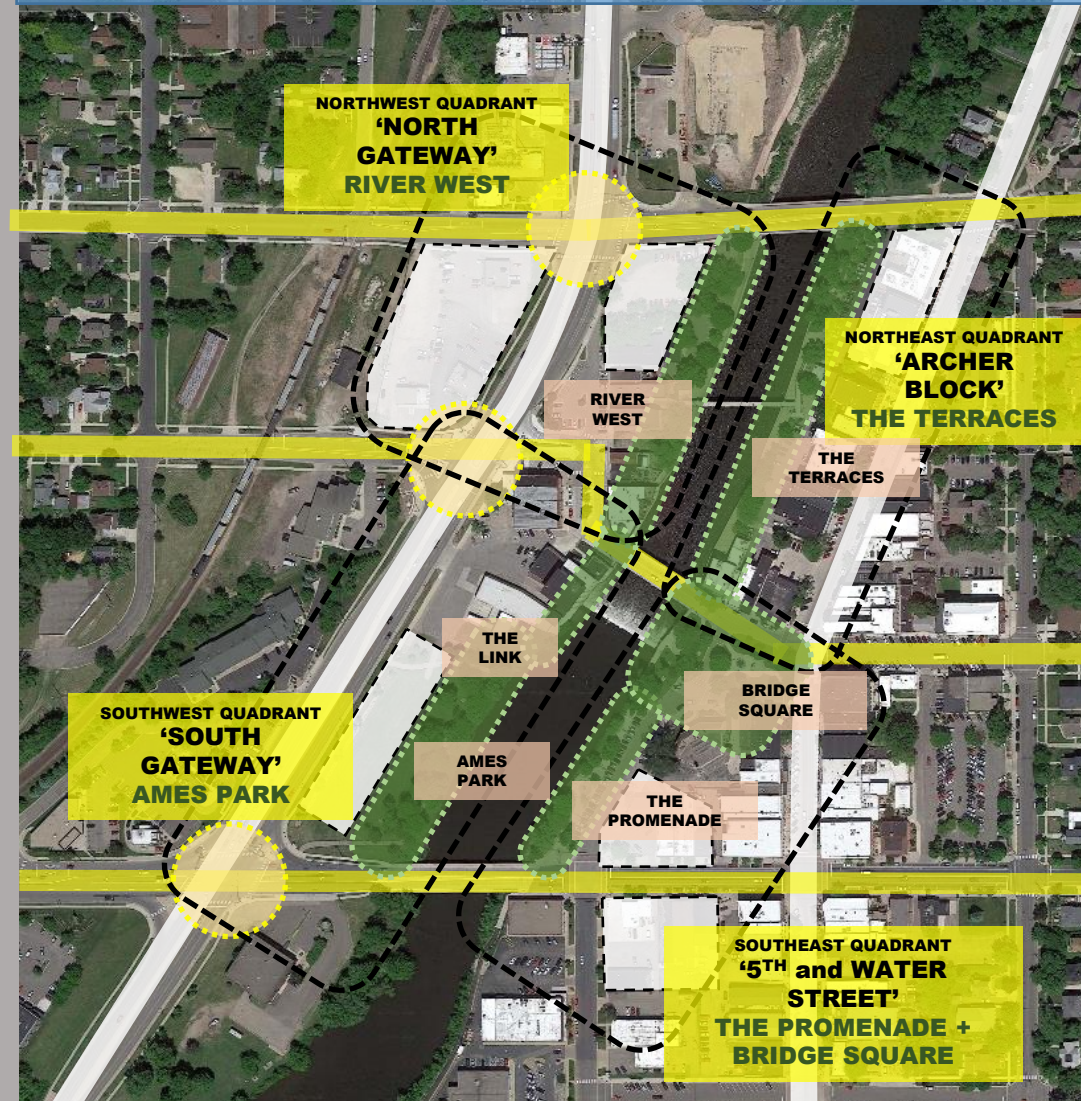 NORTHWEST QUADRANT
‘NORTH
GATEWAY’
RIVER WEST
NORTHEAST QUADRANT
‘ARCHER
BLOCK’
THE TERRACES
RIVER
WEST
THE
TERRACES
THE
LINK
BRIDGE
SQUARE
SOUTHWEST QUADRANT
‘SOUTH
GATEWAY’
AMES PARK
AMES
PARK
THE
PROMENADE
SOUTHEAST QUADRANT
‘5TH and WATER
STREET’
THE PROMENADE +
BRIDGE SQUARE